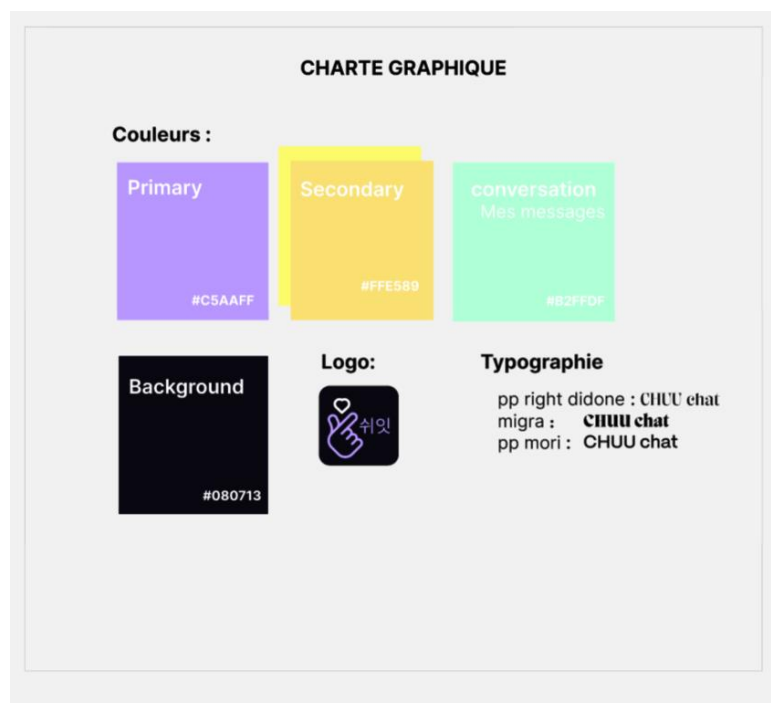 CHARTE GRAPHIQUE
Couleurs :
Primary
#C5AAFF
Secondary
#FFE589
conversation
Mes messages
#B2FFDF
Background
#080713
Logo:
쉬잇
Typographie
pp right didone : CHUU chat
migra : CHUU chat
pp mori : CHUU chat